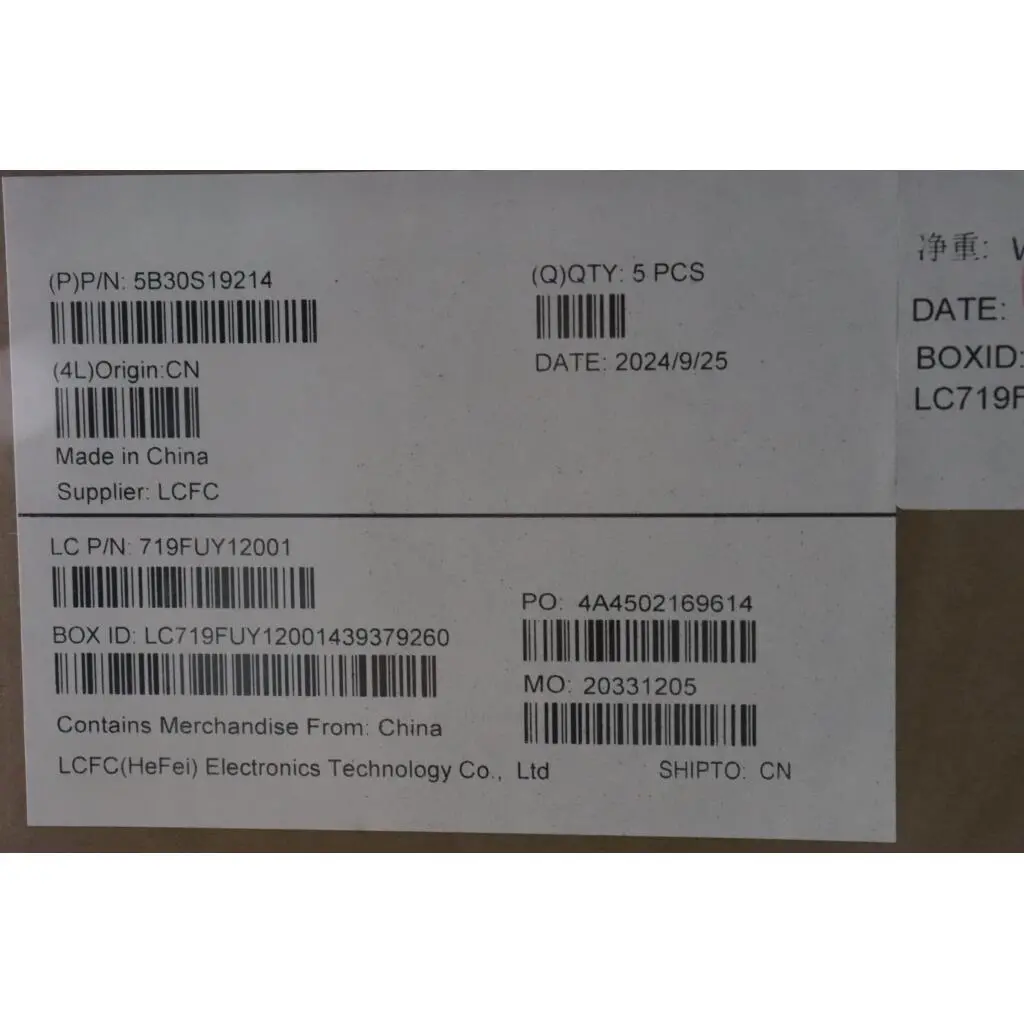 (P)P/N: 5B30S19214
(Q)QTY: 5 PCS
DATE: 2024/9/25
(4L)Origin:CN
Made in China
Supplier: LCFC
LC P/N: 719FUY12001
BOX ID: LC719FUY12001439379260
PO: 4A4502169614
MO: 20331205
Contains Merchandise From: China
LCFC(HeFei) Electronics Technology Co., Ltd
SHIPTO: CN
净重:
DATE:
BOXID:
LC719F